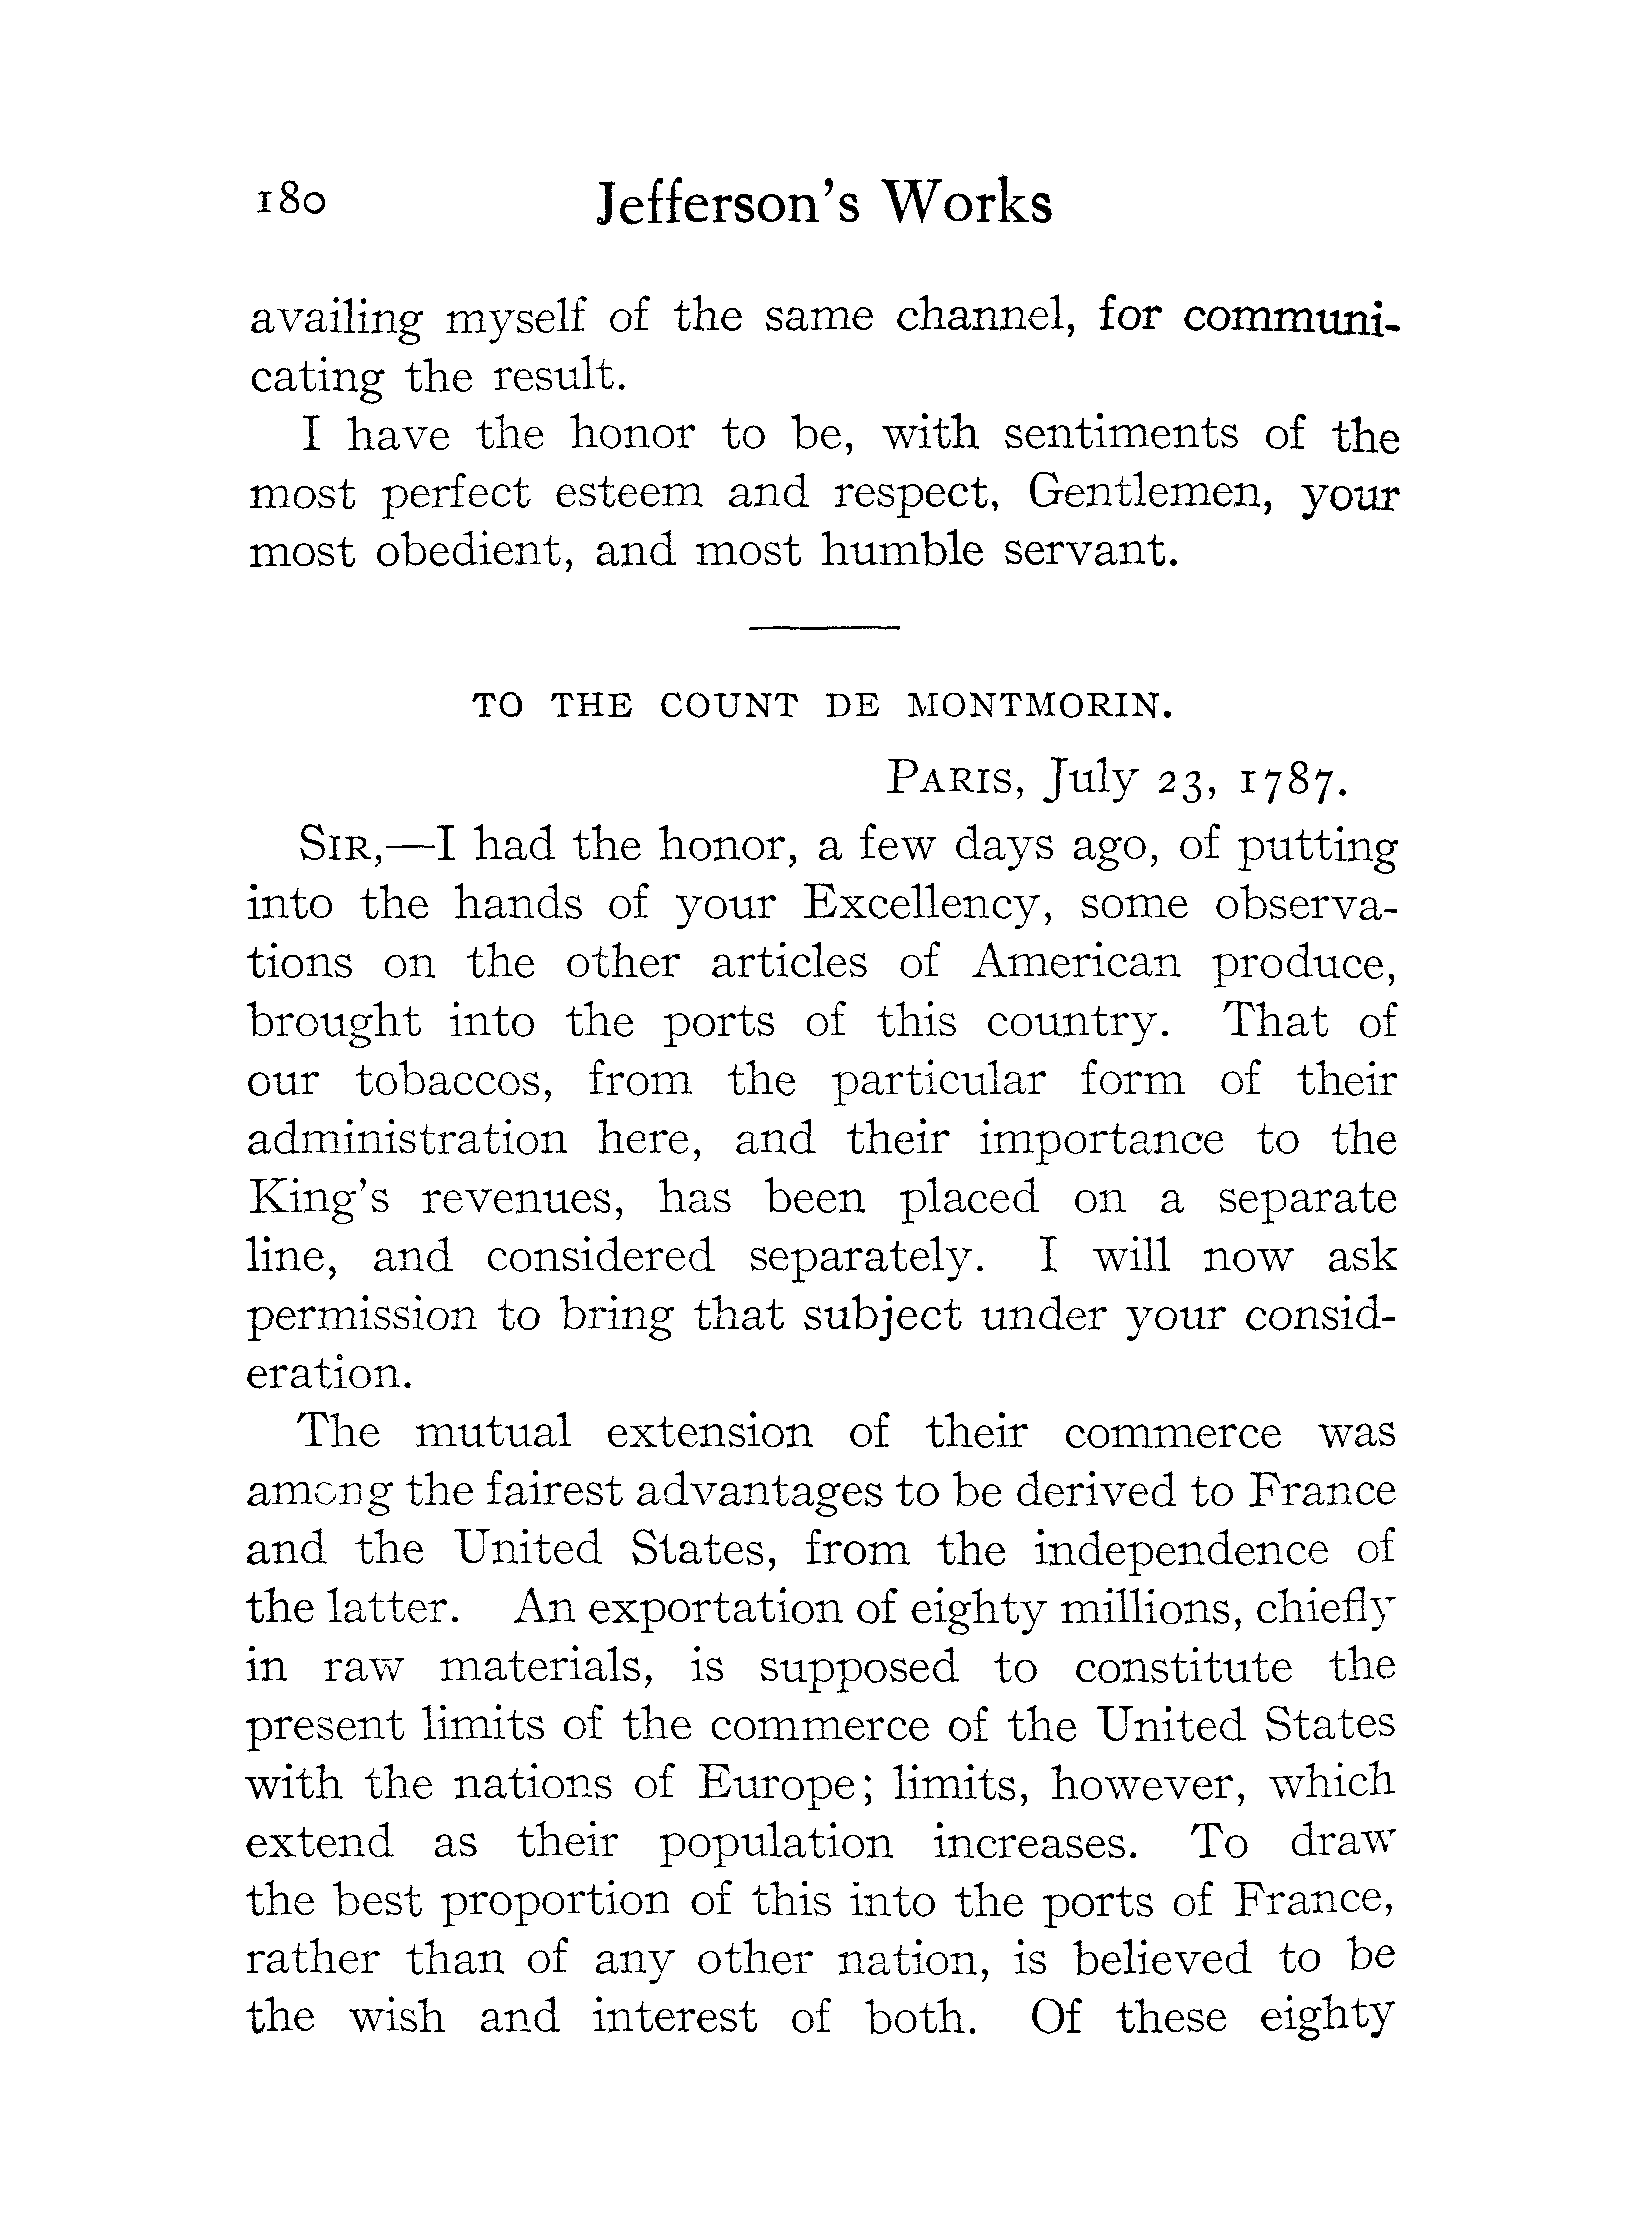 180 Jefferson's Works
availing myself of the same channel, for communi-
cating the result.
I have the honor to be, with sentiments of the
most perfect esteem and respect, Gentlemen, your
most obedient, and most humble servant.
TO THE COUNT DE MONTMORIN.
PARIS, July 23, 1787.
SIR,—I had the honor, a few days ago, of putting
into the hands of your Excellency, some observa-
tions on the other articles of American produce,
brought into the ports of this country. That of
our tobaccos, from the particular form of their
administration here, and their importance to the
King's revenues, has been placed on a separate
line, and considered separately. I will now ask
permission to bring that subject under your consid-
eration.
The mutual extension of their commerce was
among the fairest advantages to be derived to France
and the United States, from the independence of
the latter. An exportation of eighty millions, chiefly
in raw materials, is supposed to constitute the
present limits of the commerce of the United States
with the nations of Europe; limits, however, which
extend as their population increases. To draw
the best proportion of this into the ports of France,
rather than of any other nation, is believed to be
the wish and interest of both. Of these eighty